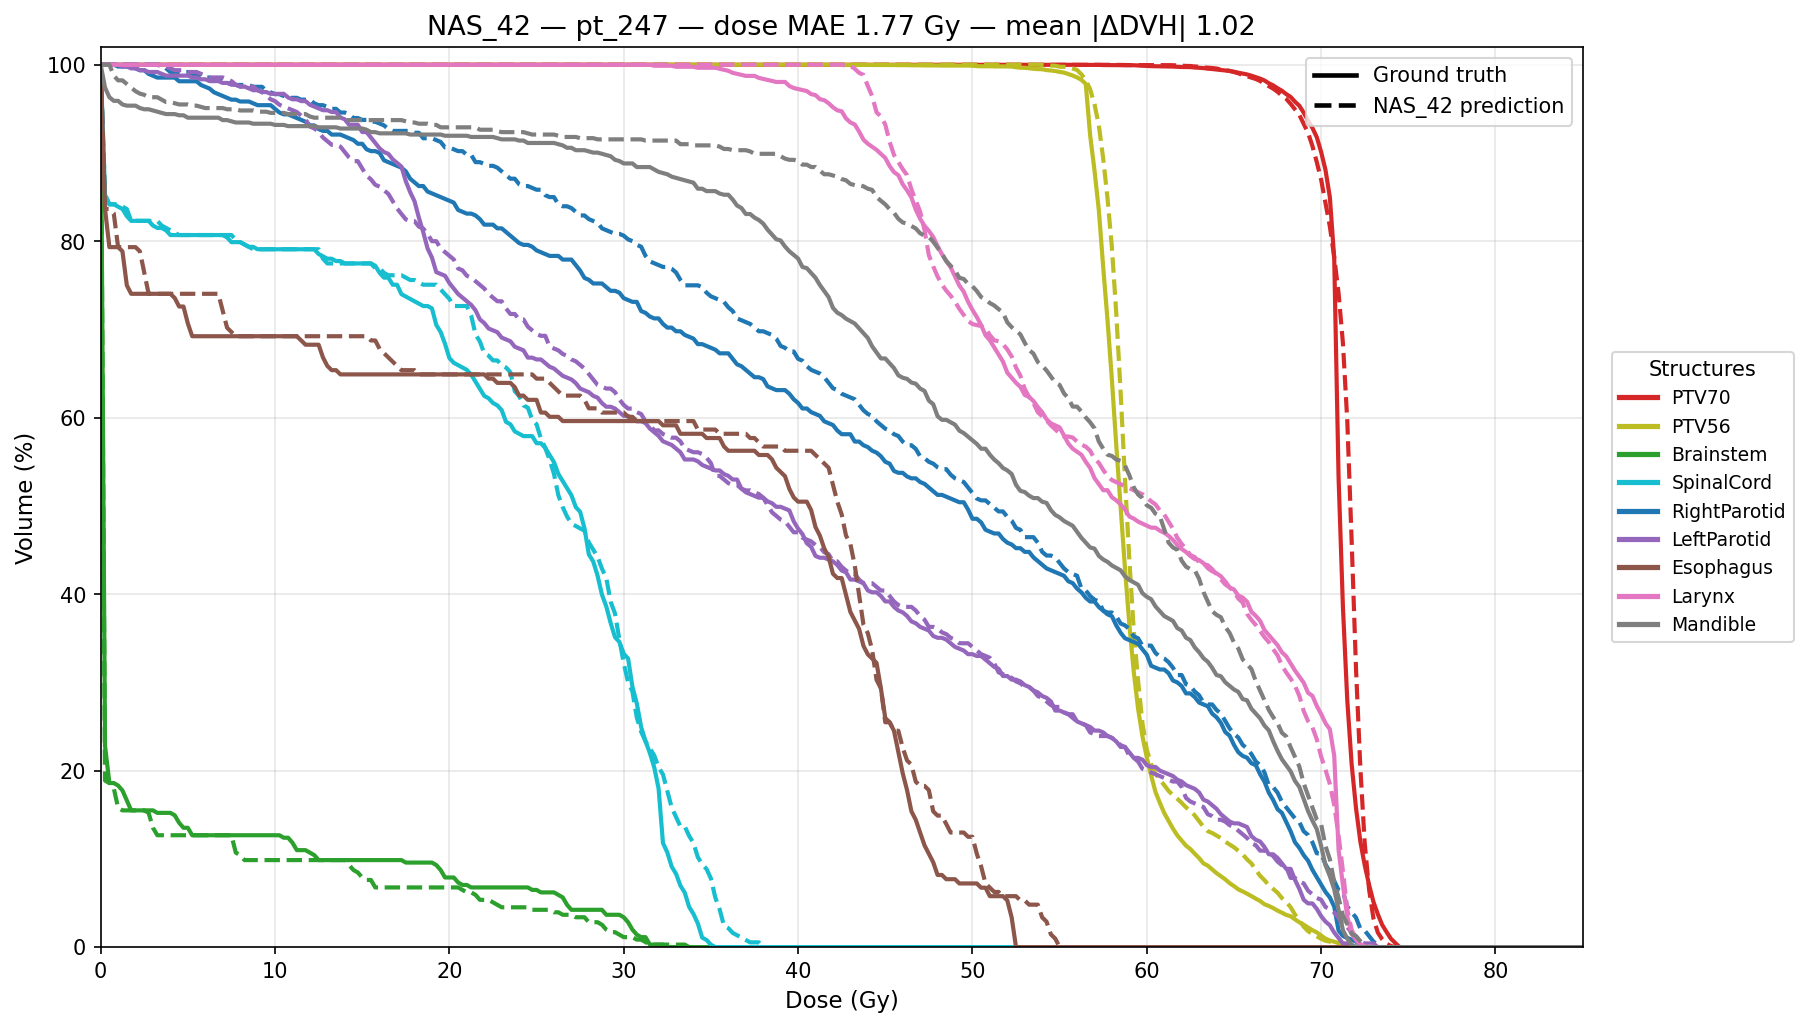 NAS_42 — pt_247 — dose MAE 1.77 Gy — mean |ΔDVH| 1.02
Ground truth
NAS_42 prediction
Volume (%)
100
80
60
40
20
0
0 10 20 30 40 50 60 70 80
Dose (Gy)
Structures
PTV70
PTV56
Brainstem
SpinalCord
RightParotid
LeftParotid
Esophagus
Larynx
Mandible